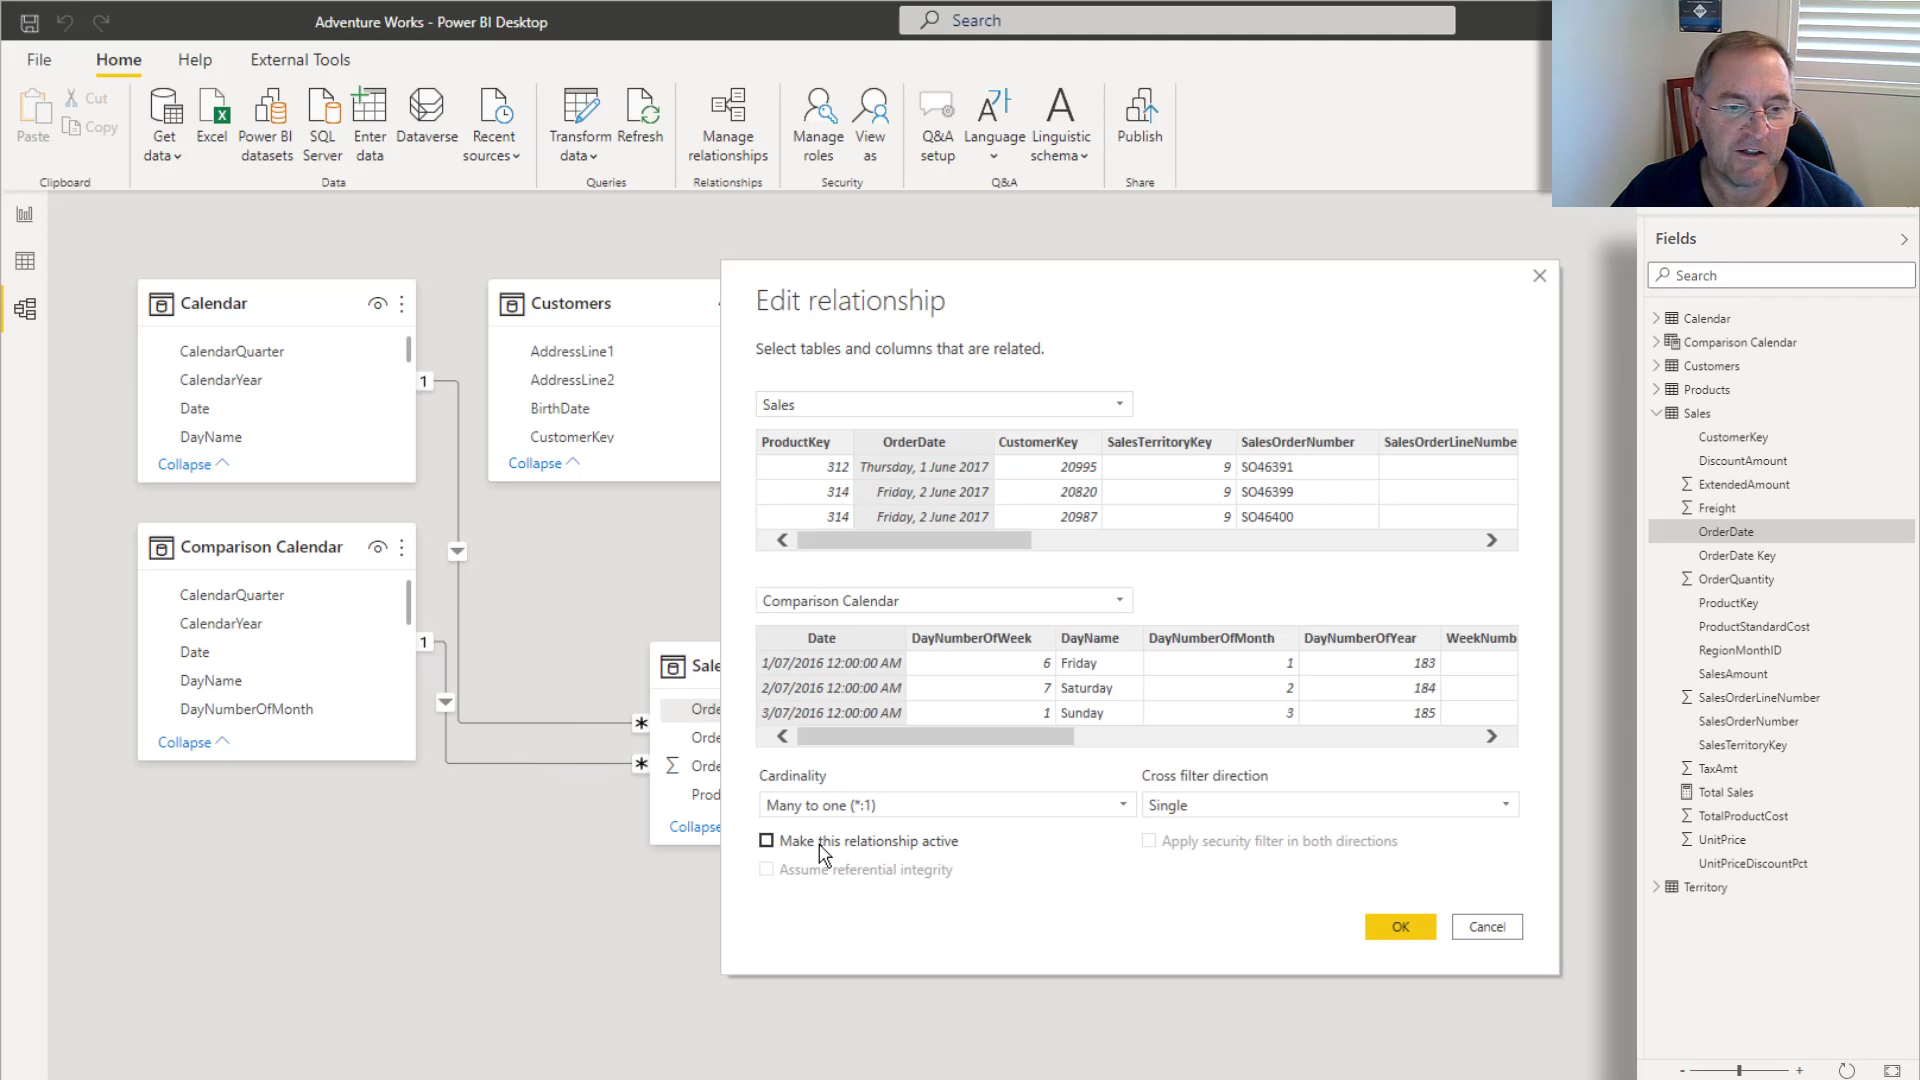 Adventure Works - Power BI Desktop
Search
File
Home
Help
External Tools
Paste
Cut
Copy
Clipboard
Get data
Excel
Power BI datasets
SQL Server
Enter data
Dataverse
Recent sources
Data
Transform data
Refresh
Queries
Manage relationships
Relationships
Manage roles
View as
Security
Q&A setup
Language
Linguistic schema
Q&A
Publish
Share
Calendar
CalendarQuarter
CalendarYear
Date
DayName
Collapse
1
Customers
AddressLine1
AddressLine2
BirthDate
CustomerKey
Collapse
Comparison Calendar
CalendarQuarter
CalendarYear
Date
DayName
DayNumberOfMonth
Collapse
1
*
*
Sale
Orde
Orde
Σ Orde
Prod
Collapse
Edit relationship
Select tables and columns that are related.
Sales
ProductKey OrderDate CustomerKey SalesTerritoryKey SalesOrderNumber SalesOrderLineNumbe
312 Thursday, 1 June 2017 20995 9 SO46391
314 Friday, 2 June 2017 20820 9 SO46399
314 Friday, 2 June 2017 20987 9 SO46400
Comparison Calendar
Date DayNumberOfWeek DayName DayNumberOfMonth DayNumberOfYear WeekNumb
1/07/2016 12:00:00 AM 6 Friday 1 183
2/07/2016 12:00:00 AM 7 Saturday 2 184
3/07/2016 12:00:00 AM 1 Sunday 3 185
Cardinality
Many to one (*:1)
Cross filter direction
Single
Make this relationship active
Apply security filter in both directions
Assume referential integrity
OK
Cancel
Fields
Search
Calendar
Comparison Calendar
Customers
Products
Sales
CustomerKey
DiscountAmount
Σ ExtendedAmount
Σ Freight
OrderDate
OrderDate Key
Σ OrderQuantity
ProductKey
ProductStandardCost
RegionMonthID
SalesAmount
Σ SalesOrderLineNumber
SalesOrderNumber
SalesTerritoryKey
Σ TaxAmt
Total Sales
Σ TotalProductCost
Σ UnitPrice
UnitPriceDiscountPct
Territory
- +